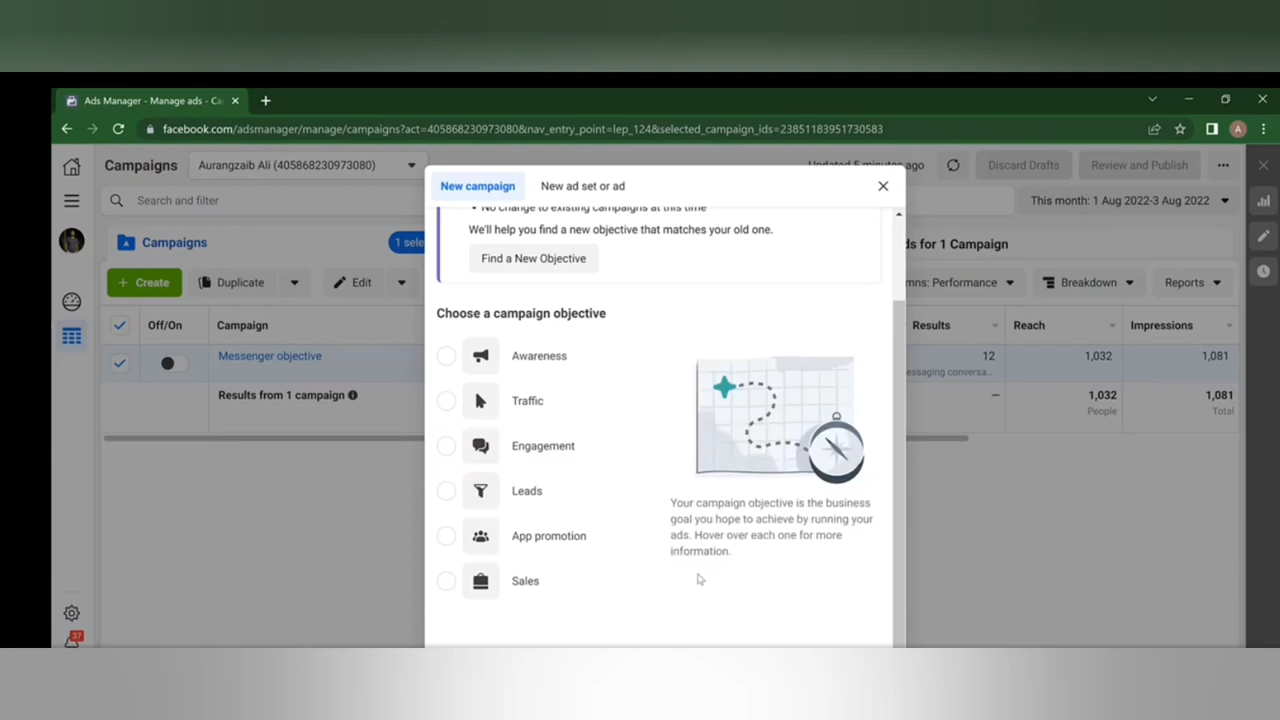 Ads Manager - Manage ads - Ca
facebook.com/adsmanager/manage/campaigns?act=405868230973080&nav_entry_point=lep_124&selected_campaign_ids=23851183951730583
A
Campaigns
Aurangzaib Ali (405868230973080)
Updated 5 minutes ago
Discard Drafts
Review and Publish
New campaign
New ad set or ad
Search and filter
This month: 1 Aug 2022-3 Aug 2022
• No change to existing campaigns at this time
We'll help you find a new objective that matches your old one.
Find a New Objective
Campaigns
1 sele
ds for 1 Campaign
+ Create
Duplicate
Edit
mns: Performance
Breakdown
Reports
Off/On
Campaign
Results
Reach
Impressions
Messenger objective
12
essaging conversa...
1,032
1,081
Results from 1 campaign
—
1,032
People
1,081
Total
Choose a campaign objective
Awareness
Traffic
Engagement
Leads
App promotion
Sales
Your campaign objective is the business
goal you hope to achieve by running your
ads. Hover over each one for more
information.
37